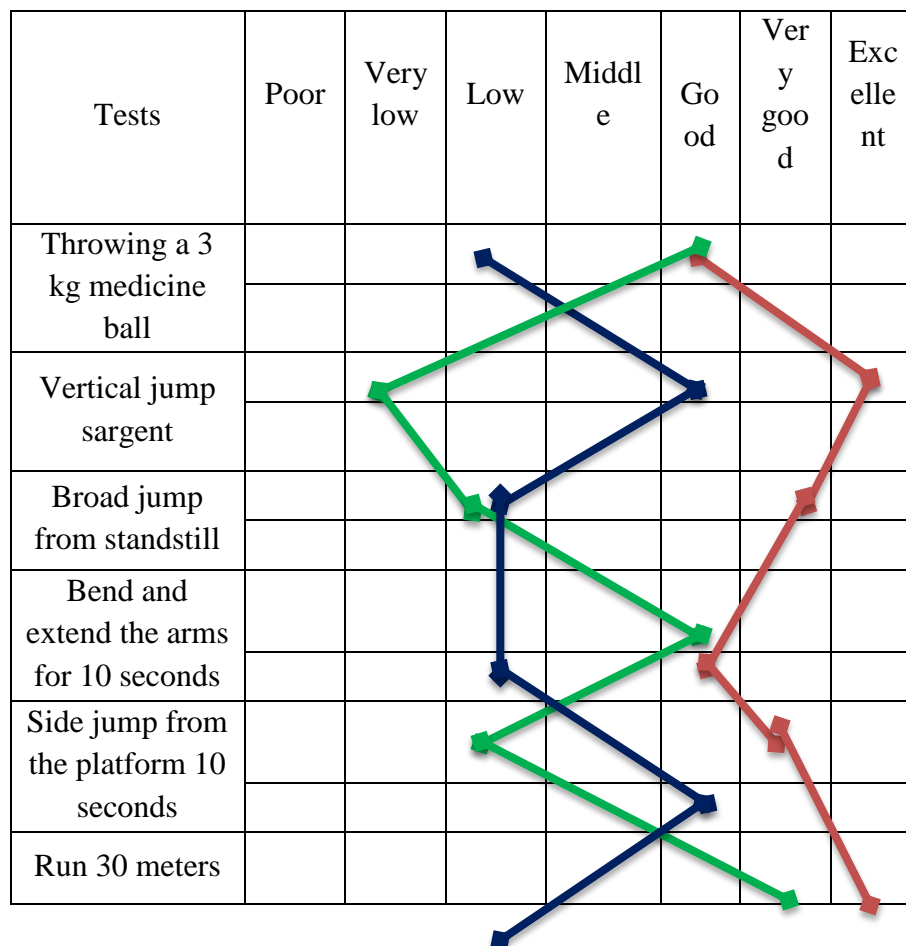 Tests
Poor
Very
low
Low
Middl
e
Go
od
Ver
y
goo
d
Exc
elle
nt
Throwing a 3
kg medicine
ball
Vertical jump
sargent
Broad jump
from standstill
Bend and
extend the arms
for 10 seconds
Side jump from
the platform 10
seconds
Run 30 meters